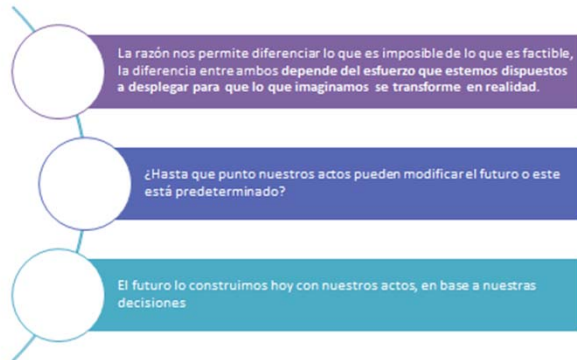 La razón nos permite diferenciar lo que es imposible de lo que es factible,
la diferencia entre ambos depende del esfuerzo que estemos dispuestos
a desplegar para que lo que imaginamos se transforme en realidad.
¿Hasta que punto nuestros actos pueden modificar el futuro o este
está predeterminado?
El futuro lo construimos hoy con nuestros actos, en base a nuestras
decisiones